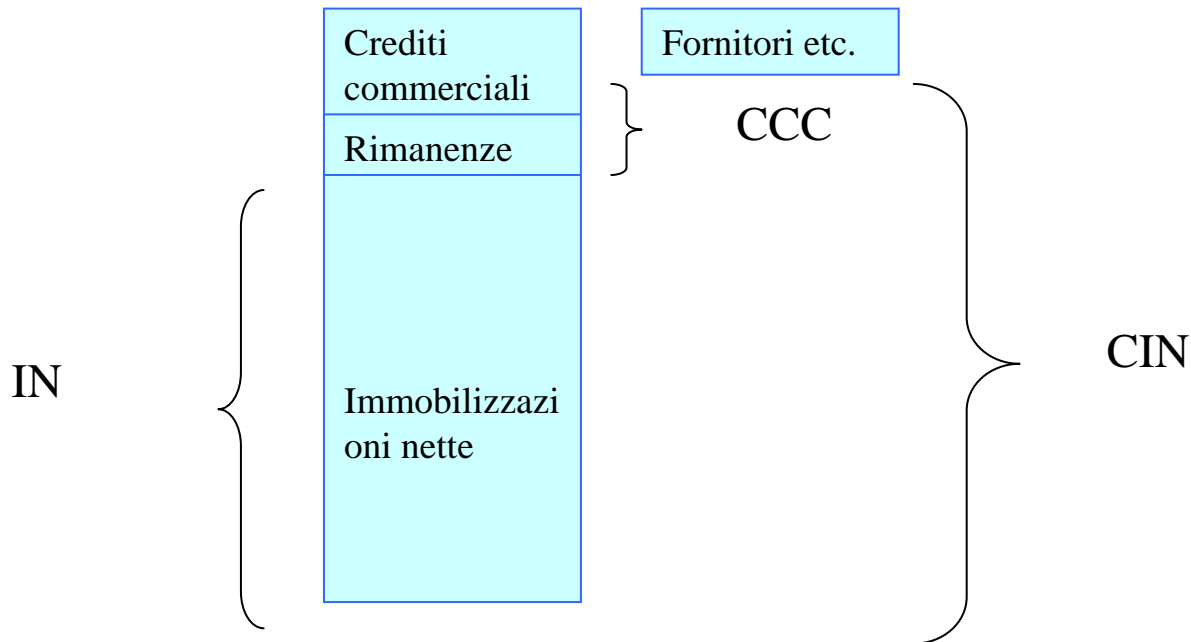 Crediti
commerciali
Fornitori etc.
CCC
Rimanenze
IN
Immobilizzazi
oni nette
CIN